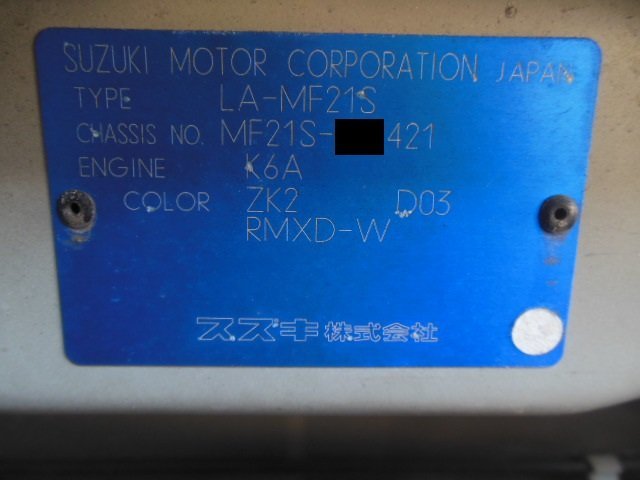 SUZUKI MOTOR CORPORATION JAPAN
TYPE LA-MF21S
CHASSIS NO. MF21S- 421
ENGINE K6A
COLOR ZK2 D03
RMXD-W
スズキ株式会社